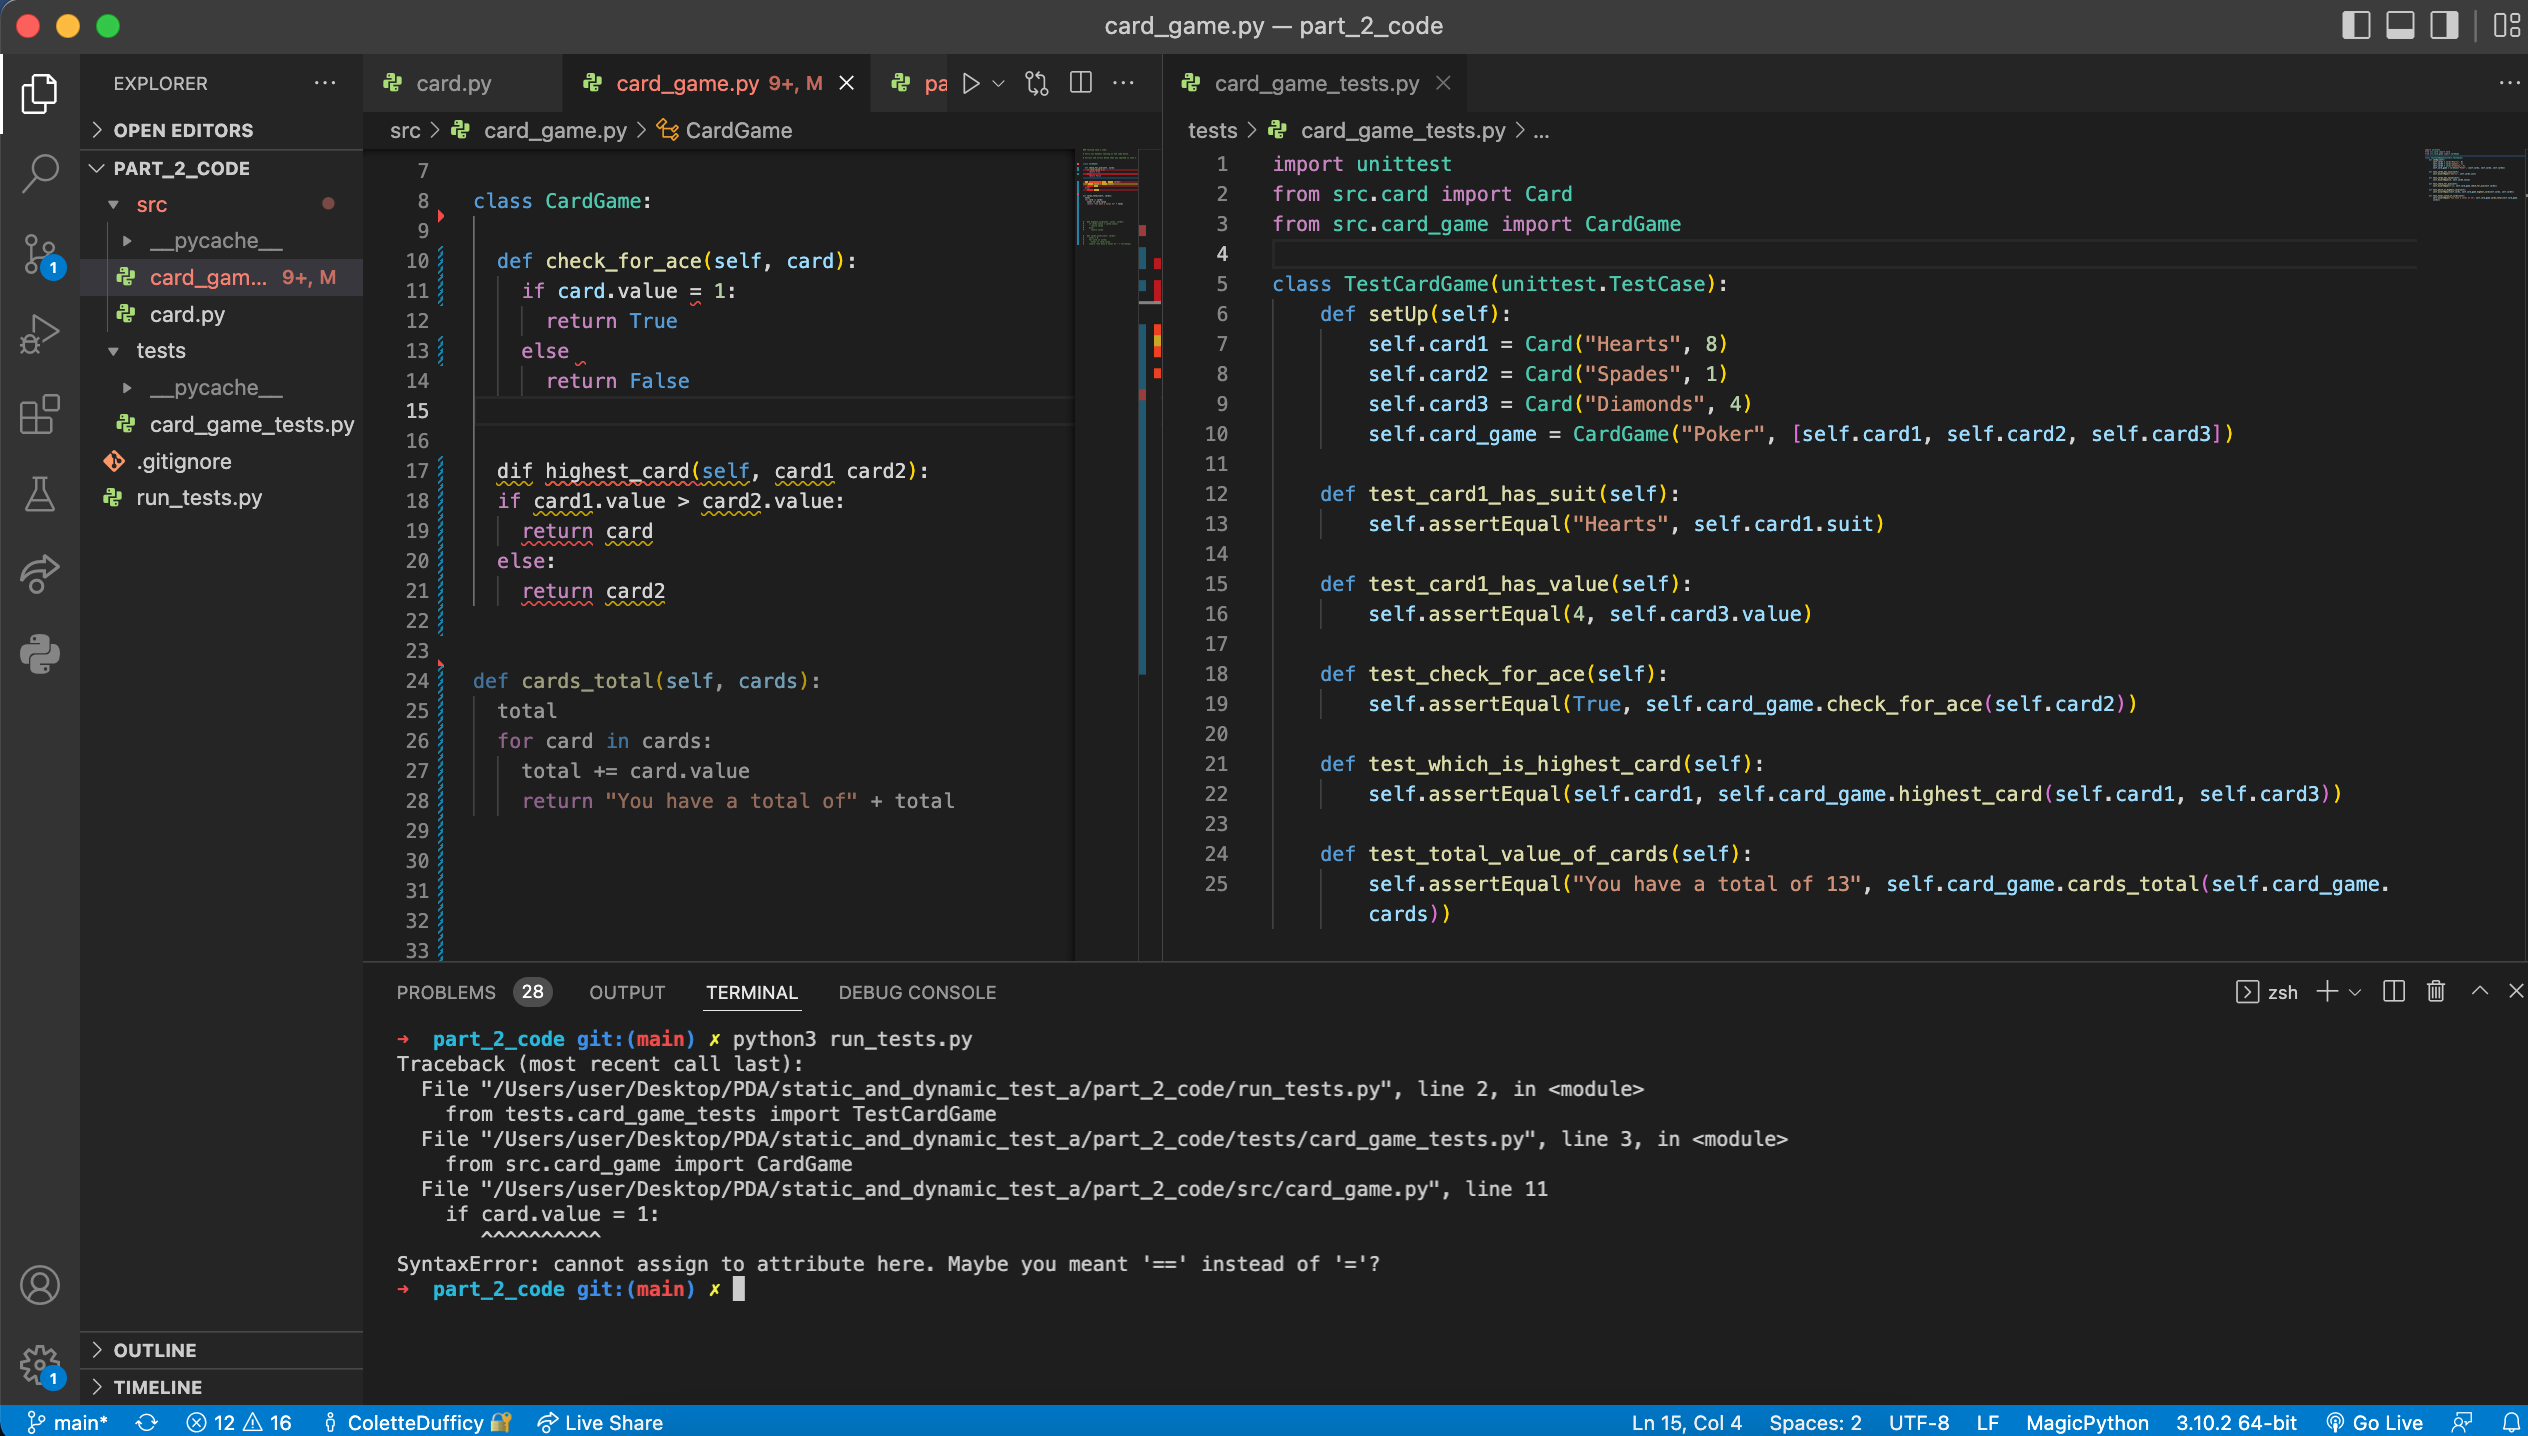 card_game.py — part_2_code
EXPLORER
OPEN EDITORS
PART_2_CODE
src
__pycache__
card_gam... 9+, M
card.py
tests
__pycache__
card_game_tests.py
.gitignore
run_tests.py
OUTLINE
TIMELINE
1
1
card.py
card_game.py 9+, M
pa
src > card_game.py > CardGame
7
8 class CardGame:
9
10 def check_for_ace(self, card):
11 if card.value = 1:
12 return True
13 else
14 return False
15
16
17 dif highest_card(self, card1 card2):
18 if card1.value > card2.value:
19 return card
20 else:
21 return card2
22
23
24 def cards_total(self, cards):
25 total
26 for card in cards:
27 total += card.value
28 return "You have a total of" + total
29
30
31
32
33
card_game_tests.py
tests > card_game_tests.py > ...
1 import unittest
2 from src.card import Card
3 from src.card_game import CardGame
4
5 class TestCardGame(unittest.TestCase):
6 def setUp(self):
7 self.card1 = Card("Hearts", 8)
8 self.card2 = Card("Spades", 1)
9 self.card3 = Card("Diamonds", 4)
10 self.card_game = CardGame("Poker", [self.card1, self.card2, self.card3])
11
12 def test_card1_has_suit(self):
13 self.assertEqual("Hearts", self.card1.suit)
14
15 def test_card1_has_value(self):
16 self.assertEqual(4, self.card3.value)
17
18 def test_check_for_ace(self):
19 self.assertEqual(True, self.card_game.check_for_ace(self.card2))
20
21 def test_which_is_highest_card(self):
22 self.assertEqual(self.card1, self.card_game.highest_card(self.card1, self.card3))
23
24 def test_total_value_of_cards(self):
25 self.assertEqual("You have a total of 13", self.card_game.cards_total(self.card_game.
cards))
PROBLEMS 28 OUTPUT TERMINAL DEBUG CONSOLE
zsh
➜ part_2_code git:(main) ✗ python3 run_tests.py
Traceback (most recent call last):
File "/Users/user/Desktop/PDA/static_and_dynamic_test_a/part_2_code/run_tests.py", line 2, in <module>
from tests.card_game_tests import TestCardGame
File "/Users/user/Desktop/PDA/static_and_dynamic_test_a/part_2_code/tests/card_game_tests.py", line 3, in <module>
from src.card_game import CardGame
File "/Users/user/Desktop/PDA/static_and_dynamic_test_a/part_2_code/src/card_game.py", line 11
if card.value = 1:
^^^^^^^^^^
SyntaxError: cannot assign to attribute here. Maybe you meant '==' instead of '='?
➜ part_2_code git:(main) ✗
main* 12 16 ColetteDufficy Live Share Ln 15, Col 4 Spaces: 2 UTF-8 LF MagicPython 3.10.2 64-bit Go Live